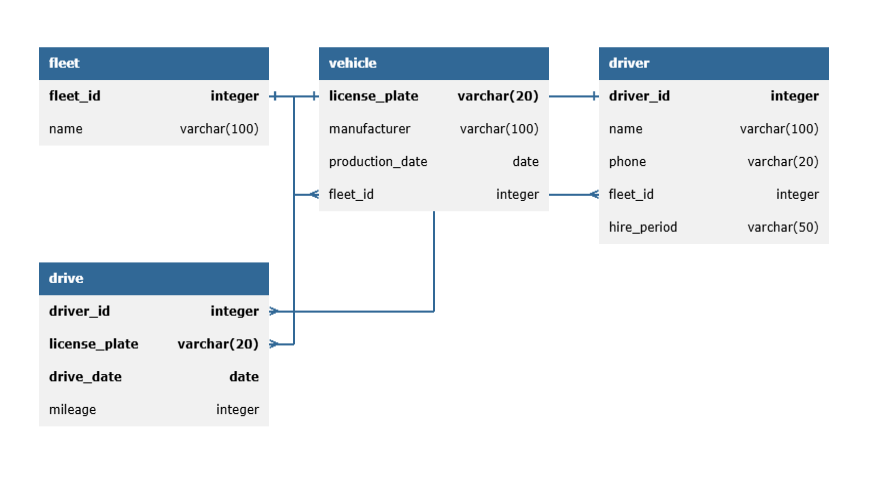 fleet
fleet_id integer
name varchar(100)
vehicle
license_plate varchar(20)
manufacturer varchar(100)
production_date date
fleet_id integer
driver
driver_id integer
name varchar(100)
phone varchar(20)
fleet_id integer
hire_period varchar(50)
drive
driver_id integer
license_plate varchar(20)
drive_date date
mileage integer